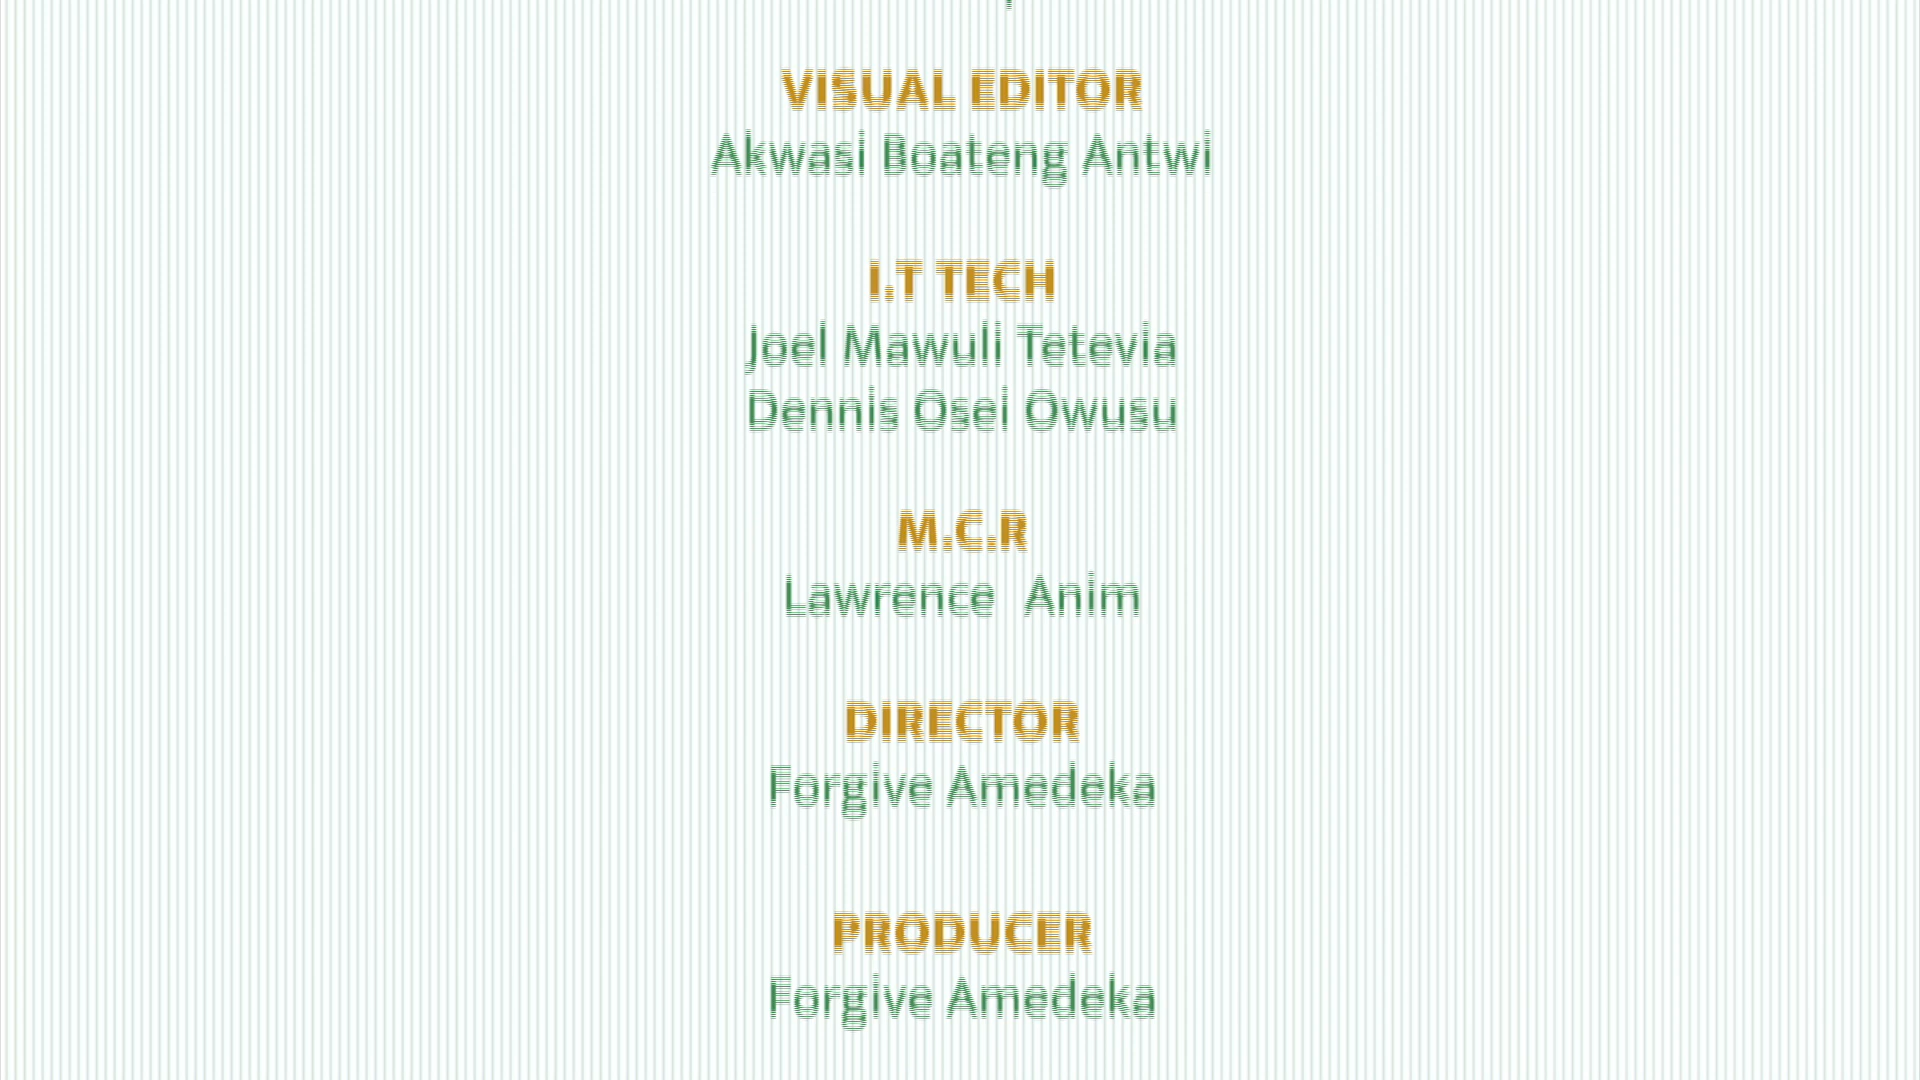 VISUAL EDITOR
Akwasi Boateng Antwi
I.T TECH
Joel Mawuli Tetevia
Dennis Osei Owusu
M.C.R
Lawrence Anim
DIRECTOR
Forgive Amedeka
PRODUCER
Forgive Amedeka